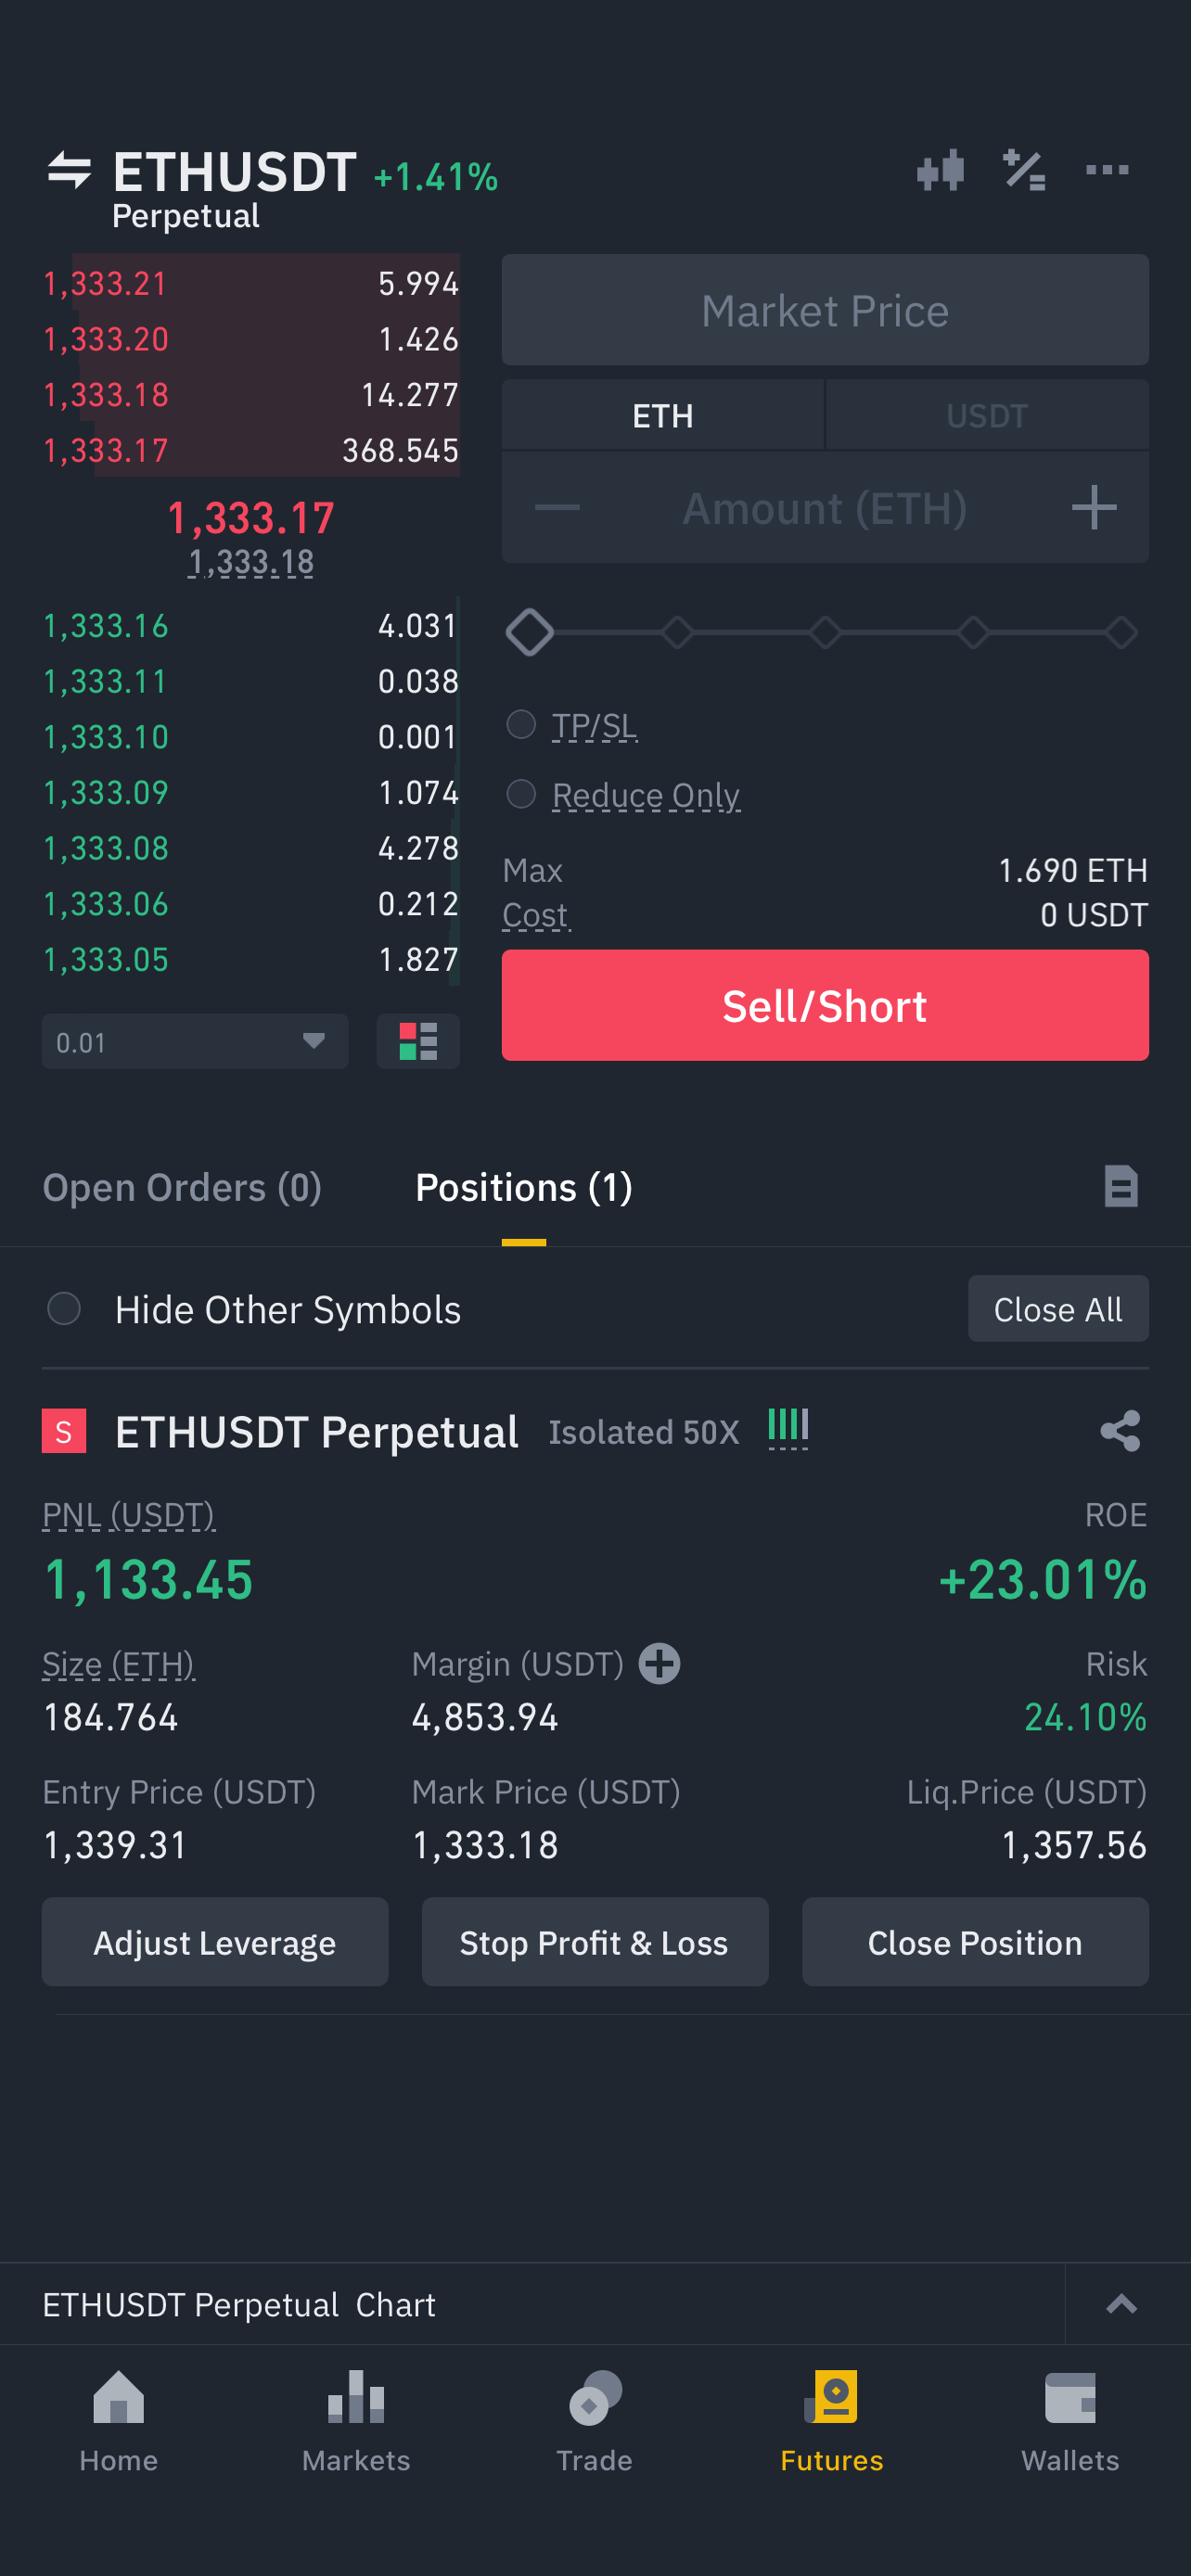 ETHUSDT +1.41%
Perpetual
1,333.21 5.994
1,333.20 1.426
1,333.18 14.277
1,333.17 368.545
1,333.17
1,333.18
1,333.16 4.031
1,333.11 0.038
1,333.10 0.001
1,333.09 1.074
1,333.08 4.278
1,333.06 0.212
1,333.05 1.827
0.01
Market Price
ETH USDT
Amount (ETH)
TP/SL
Reduce Only
Max 1.690 ETH
Cost 0 USDT
Sell/Short
Open Orders (0) Positions (1)
Hide Other Symbols Close All
S ETHUSDT Perpetual Isolated 50X
PNL (USDT) ROE
1,133.45 +23.01%
Size (ETH) Margin (USDT) Risk
184.764 4,853.94 24.10%
Entry Price (USDT) Mark Price (USDT) Liq.Price (USDT)
1,339.31 1,333.18 1,357.56
Adjust Leverage Stop Profit & Loss Close Position
ETHUSDT Perpetual Chart
Home Markets Trade Futures Wallets